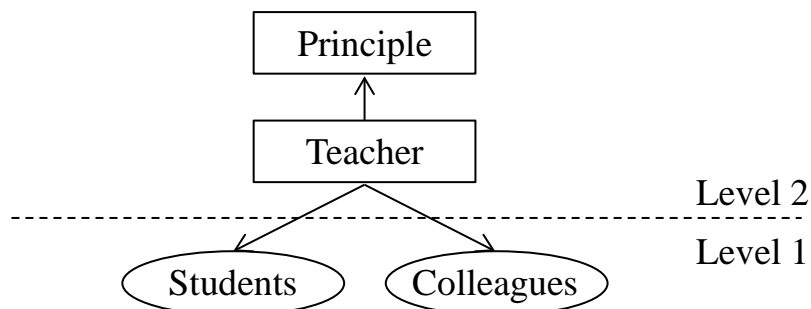 Principle
Teacher
Level 2
Level 1
Students
Colleagues